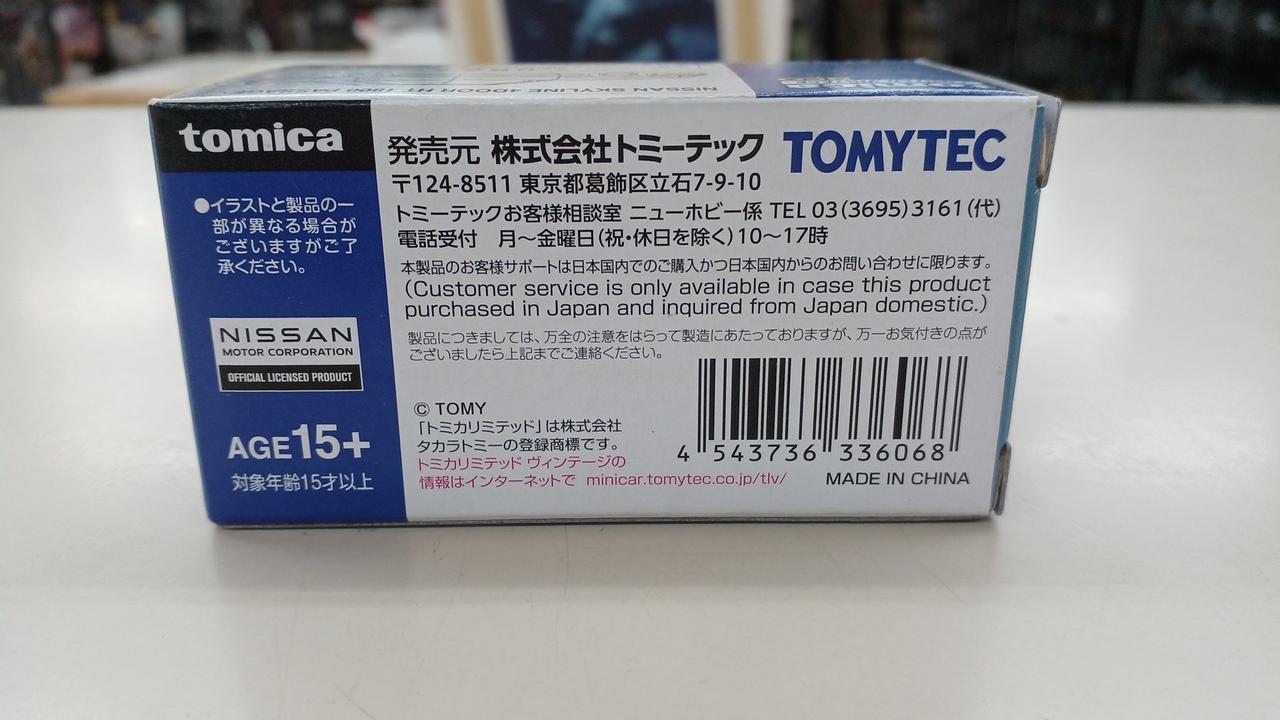 NISSAN SKYLINE 4DOOR HT 1800
tomica
●イラストと製品の一
部が異なる場合が
ございますがご了
承ください。
NISSAN
MOTOR CORPORATION
OFFICIAL LICENSED PRODUCT
AGE15+
対象年齢15才以上
発売元 株式会社トミーテック TOMYTEC
〒124-8511 東京都葛飾区立石7-9-10
トミーテックお客様相談室 ニューホビー係 TEL 03(3695)3161(代)
電話受付 月〜金曜日(祝・休日を除く)10〜17時
本製品のお客様サポートは日本国内でのご購入かつ日本国内からのお問い合わせに限ります。
(Customer service is only available in case this product
purchased in Japan and inquired from Japan domestic.)
製品につきましては、万全の注意をはらって製造にあたっておりますが、万一お気付きの点が
ございましたら上記までご連絡ください。
© TOMY
「トミカリミテッド」は株式会社
タカラトミーの登録商標です。
トミカリミテッド ヴィンテージの
情報はインターネットで minicar.tomytec.co.jp/tlv/
4 543736 336068
MADE IN CHINA